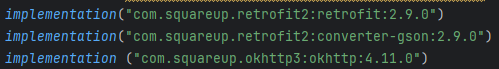 implementation("com.squareup.retrofit2:retrofit:2.9.0")
implementation("com.squareup.retrofit2:converter-gson:2.9.0")
implementation ("com.squareup.okhttp3:okhttp:4.11.0")